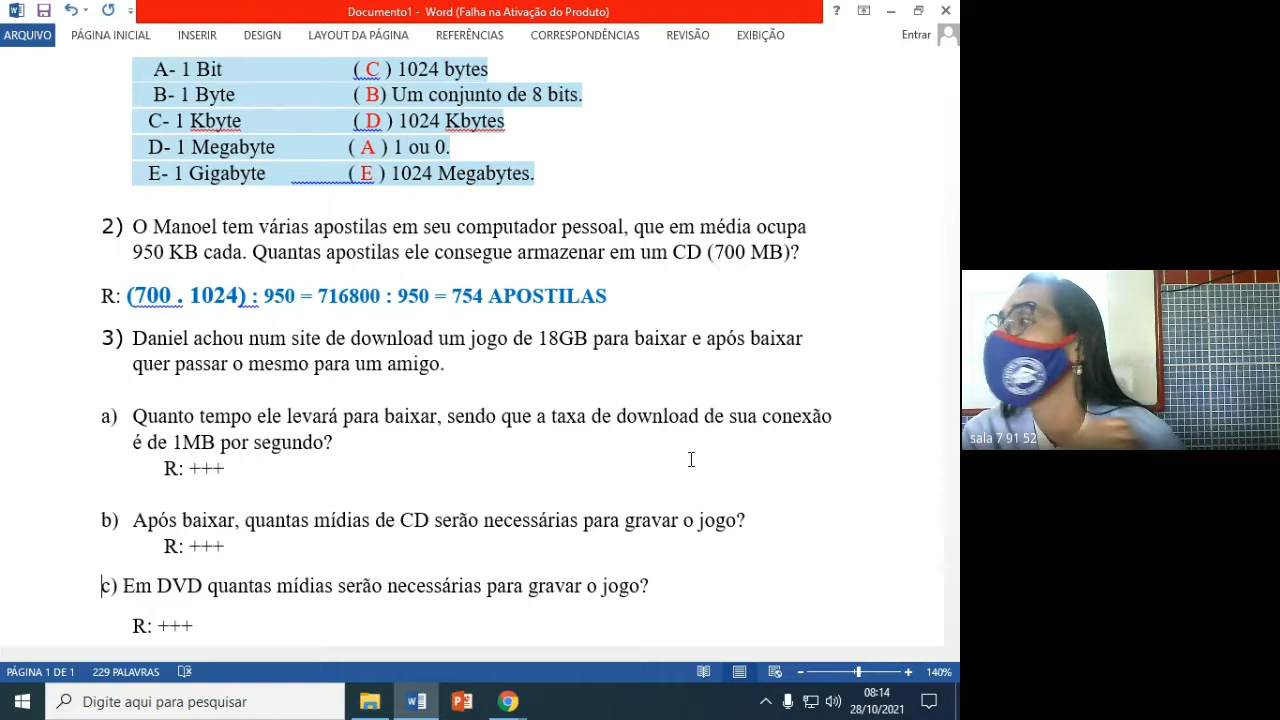 Documento1 - Word (Falha na Ativação do Produto)
ARQUIVO PÁGINA INICIAL INSERIR DESIGN LAYOUT DA PÁGINA REFERÊNCIAS CORRESPONDÊNCIAS REVISÃO EXIBIÇÃO Entrar
A- 1 Bit ( C ) 1024 bytes
B- 1 Byte ( B) Um conjunto de 8 bits.
C- 1 Kbyte ( D ) 1024 Kbytes
D- 1 Megabyte ( A ) 1 ou 0.
E- 1 Gigabyte ( E ) 1024 Megabytes.
2) O Manoel tem várias apostilas em seu computador pessoal, que em média ocupa
950 KB cada. Quantas apostilas ele consegue armazenar em um CD (700 MB)?
R: (700 . 1024) : 950 = 716800 : 950 = 754 APOSTILAS
3) Daniel achou num site de download um jogo de 18GB para baixar e após baixar
quer passar o mesmo para um amigo.
a) Quanto tempo ele levará para baixar, sendo que a taxa de download de sua conexão
é de 1MB por segundo?
R: +++
b) Após baixar, quantas mídias de CD serão necessárias para gravar o jogo?
R: +++
c) Em DVD quantas mídias serão necessárias para gravar o jogo?
R: +++
sala 7 91 52
PÁGINA 1 DE 1 229 PALAVRAS 140%
Digite aqui para pesquisar
08:14
28/10/2021